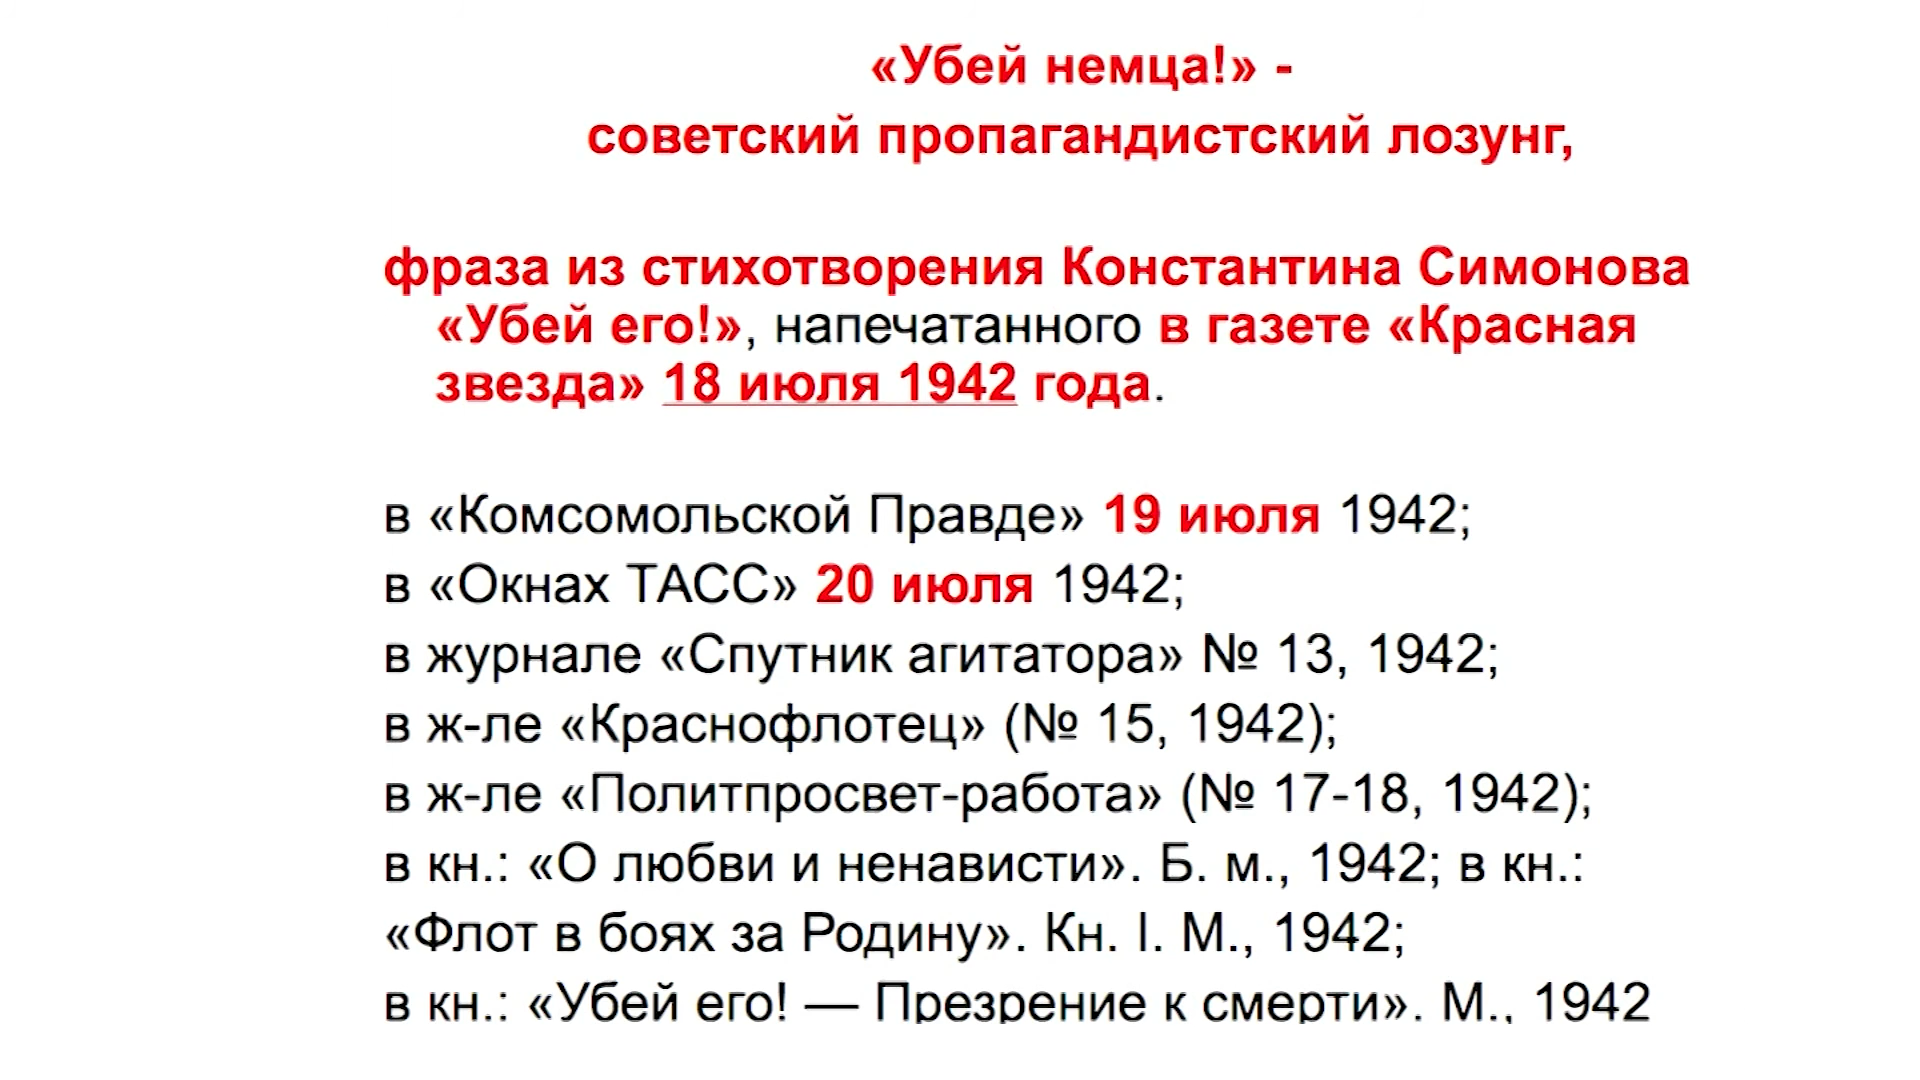 «Убей немца!» -
советский пропагандистский лозунг,
фраза из стихотворения Константина Симонова
«Убей его!», напечатанного в газете «Красная
звезда» 18 июля 1942 года.
в «Комсомольской Правде» 19 июля 1942;
в «Окнах ТАСС» 20 июля 1942;
в журнале «Спутник агитатора» № 13, 1942;
в ж-ле «Краснофлотец» (№ 15, 1942);
в ж-ле «Политпросвет-работа» (№ 17-18, 1942);
в кн.: «О любви и ненависти». Б. м., 1942; в кн.:
«Флот в боях за Родину». Кн. I. М., 1942;
в кн.: «Убей его! — Презрение к смерти». М., 1942